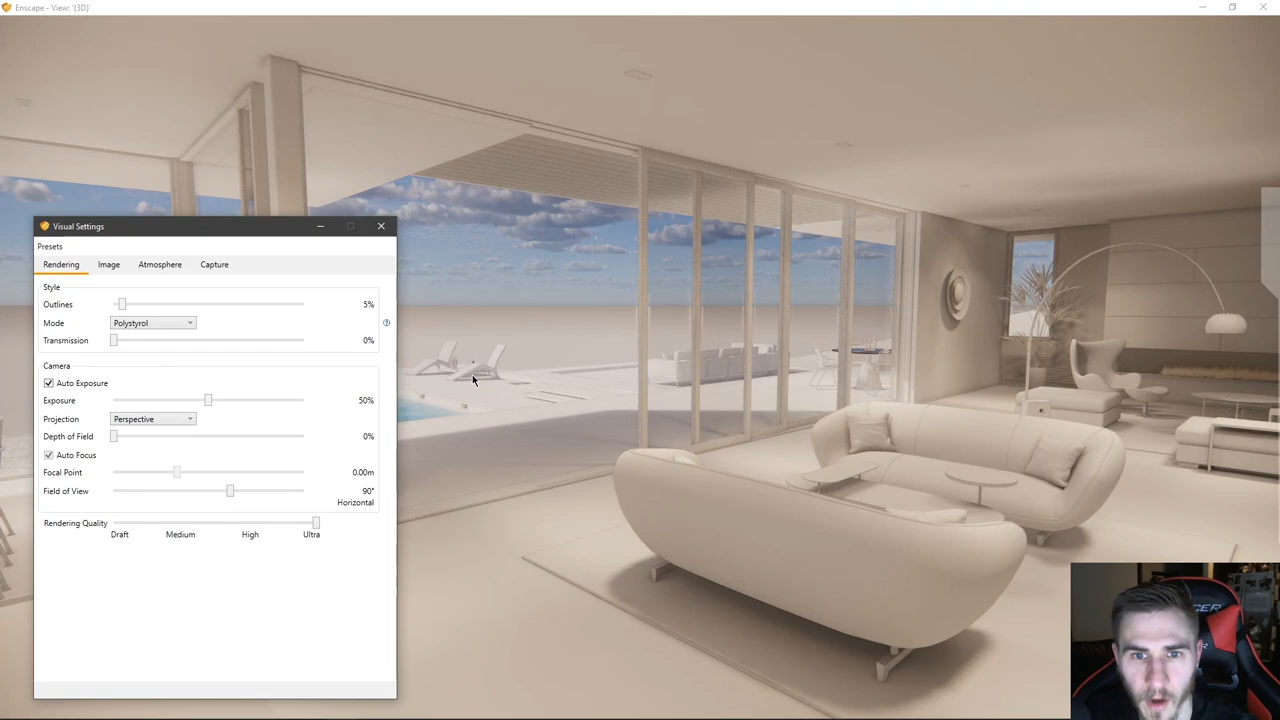 Enscape - View: '{3D}'
Visual Settings
Presets
Rendering Image Atmosphere Capture
Style
Outlines 5%
Mode Polystyrol
Transmission 0%
Camera
Auto Exposure
Exposure 50%
Projection Perspective
Depth of Field 0%
Auto Focus
Focal Point 0.00m
Field of View 90°
Horizontal
Rendering Quality
Draft Medium High Ultra